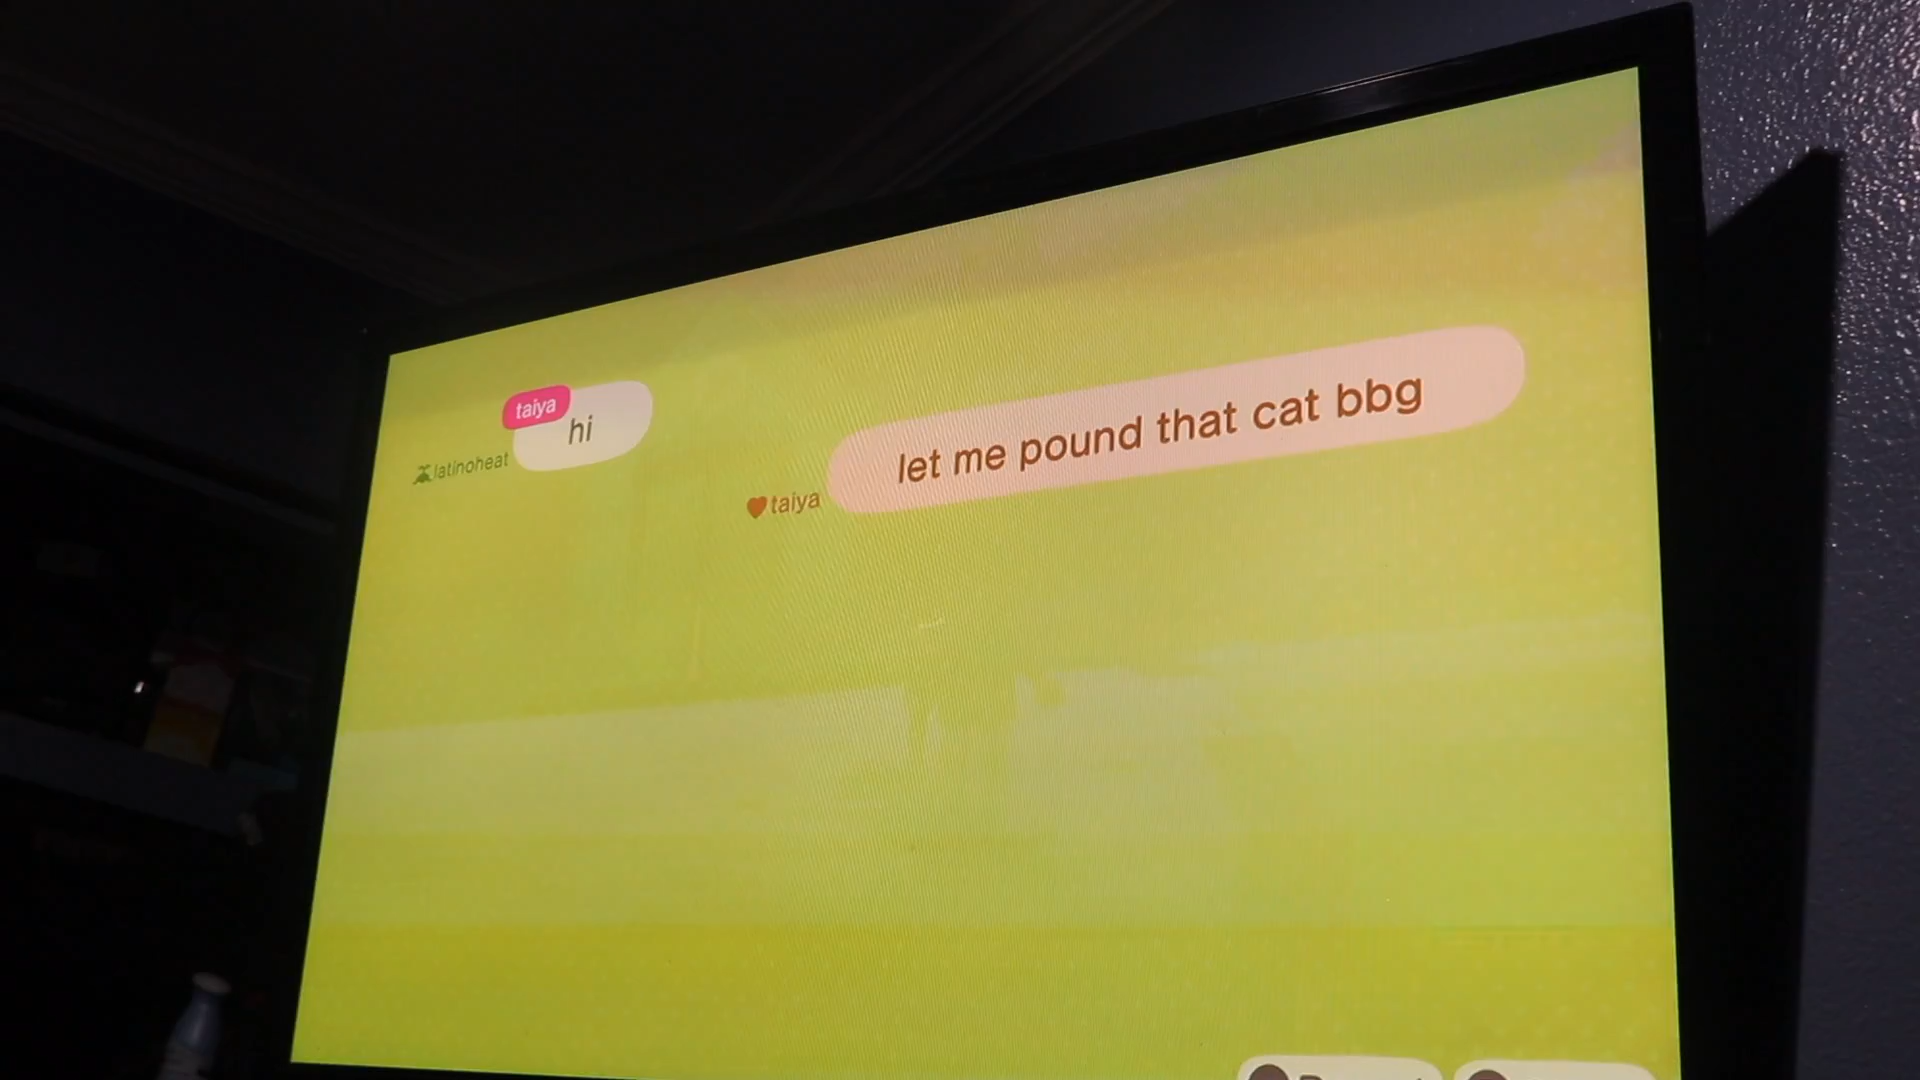 taiya
hi
latinoheat
let me pound that cat bbg
taiya